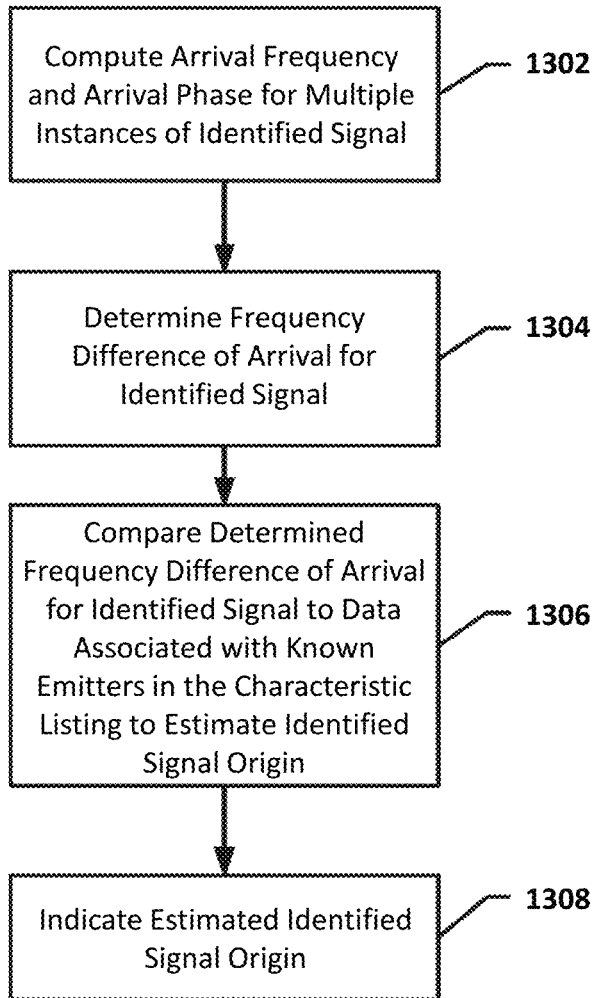 Compute Arrival Frequency
and Arrival Phase for Multiple
Instances of Identified Signal
1302
Determine Frequency
Difference of Arrival for
Identified Signal
1304
Compare Determined
Frequency Difference of Arrival
for Identified Signal to Data
Associated with Known
Emitters in the Characteristic
Listing to Estimate Identified
Signal Origin
1306
Indicate Estimated Identified
Signal Origin
1308